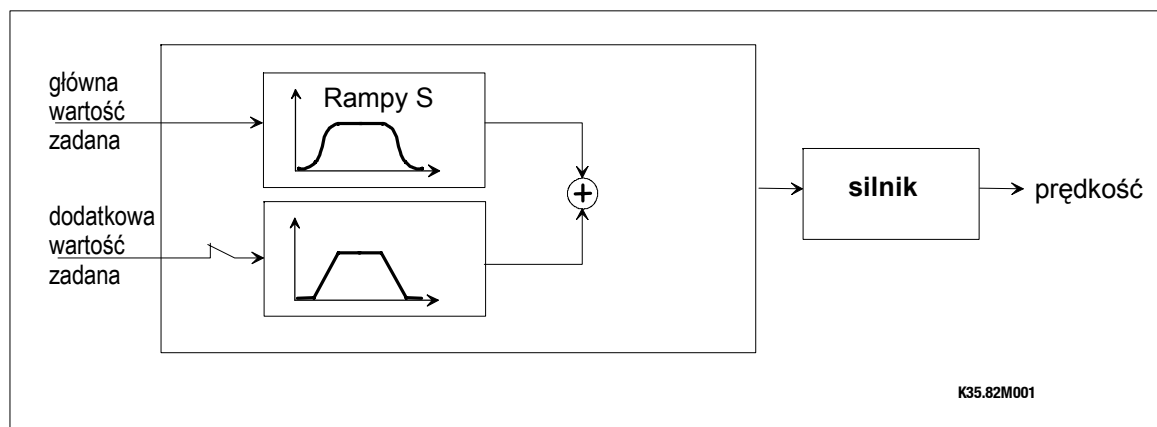 główna
wartość
zadana
Rampy S
+
dodatkowa
wartość
zadana
silnik
prędkość
K35.82M001